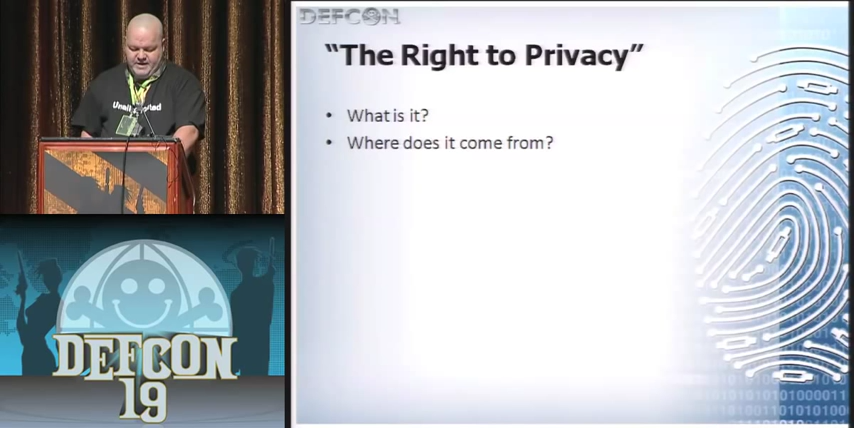 DEFCON
“The Right to Privacy”
• What is it?
• Where does it come from?
DEFCON
19